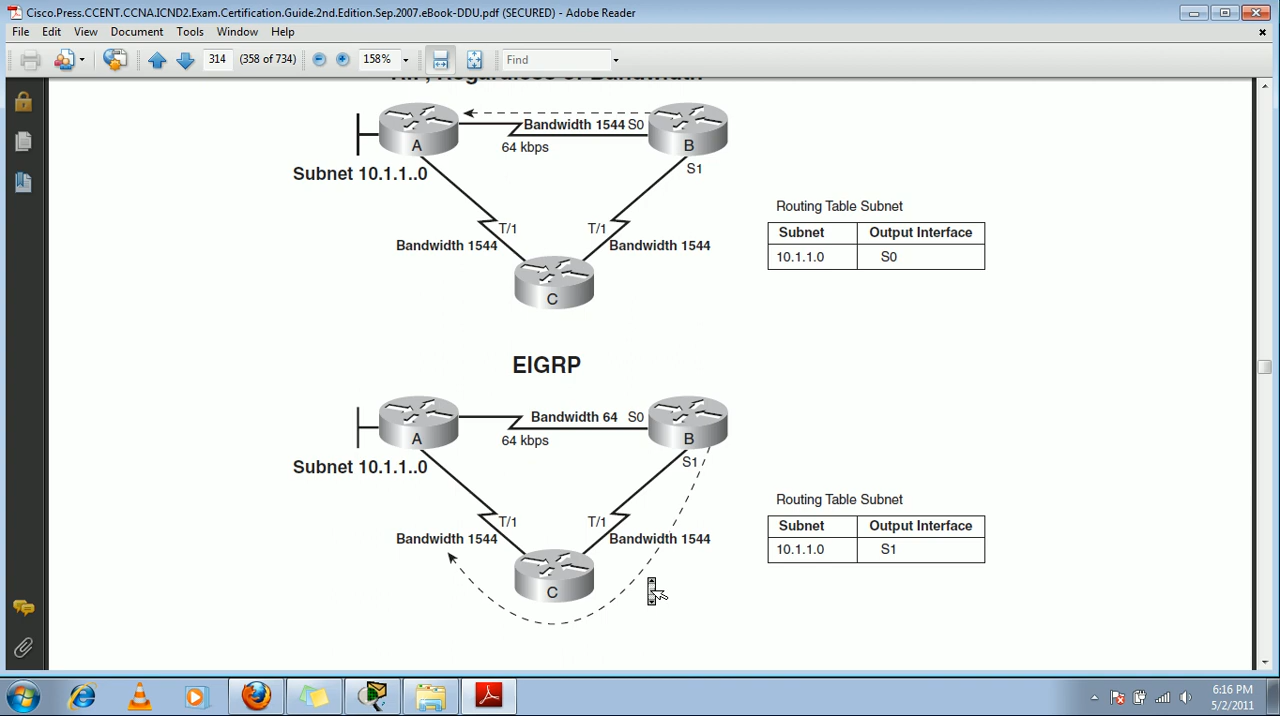 Cisco.Press.CCENT.CCNA.ICND2.Exam.Certification.Guide.2nd.Edition.Sep.2007.eBook-DDU.pdf (SECURED) - Adobe Reader
File Edit View Document Tools Window Help
314 (358 of 734) 158% Find
Regardless of Bandwidth
Bandwidth 1544 S0
A B
64 kbps
Subnet 10.1.1..0
S1
T/1 T/1
Bandwidth 1544 Bandwidth 1544
C
Routing Table Subnet
Subnet Output Interface
10.1.1.0 S0
EIGRP
Bandwidth 64 S0
A B
64 kbps
Subnet 10.1.1..0
S1
T/1 T/1
Bandwidth 1544 Bandwidth 1544
C
Routing Table Subnet
Subnet Output Interface
10.1.1.0 S1
6:16 PM
5/2/2011